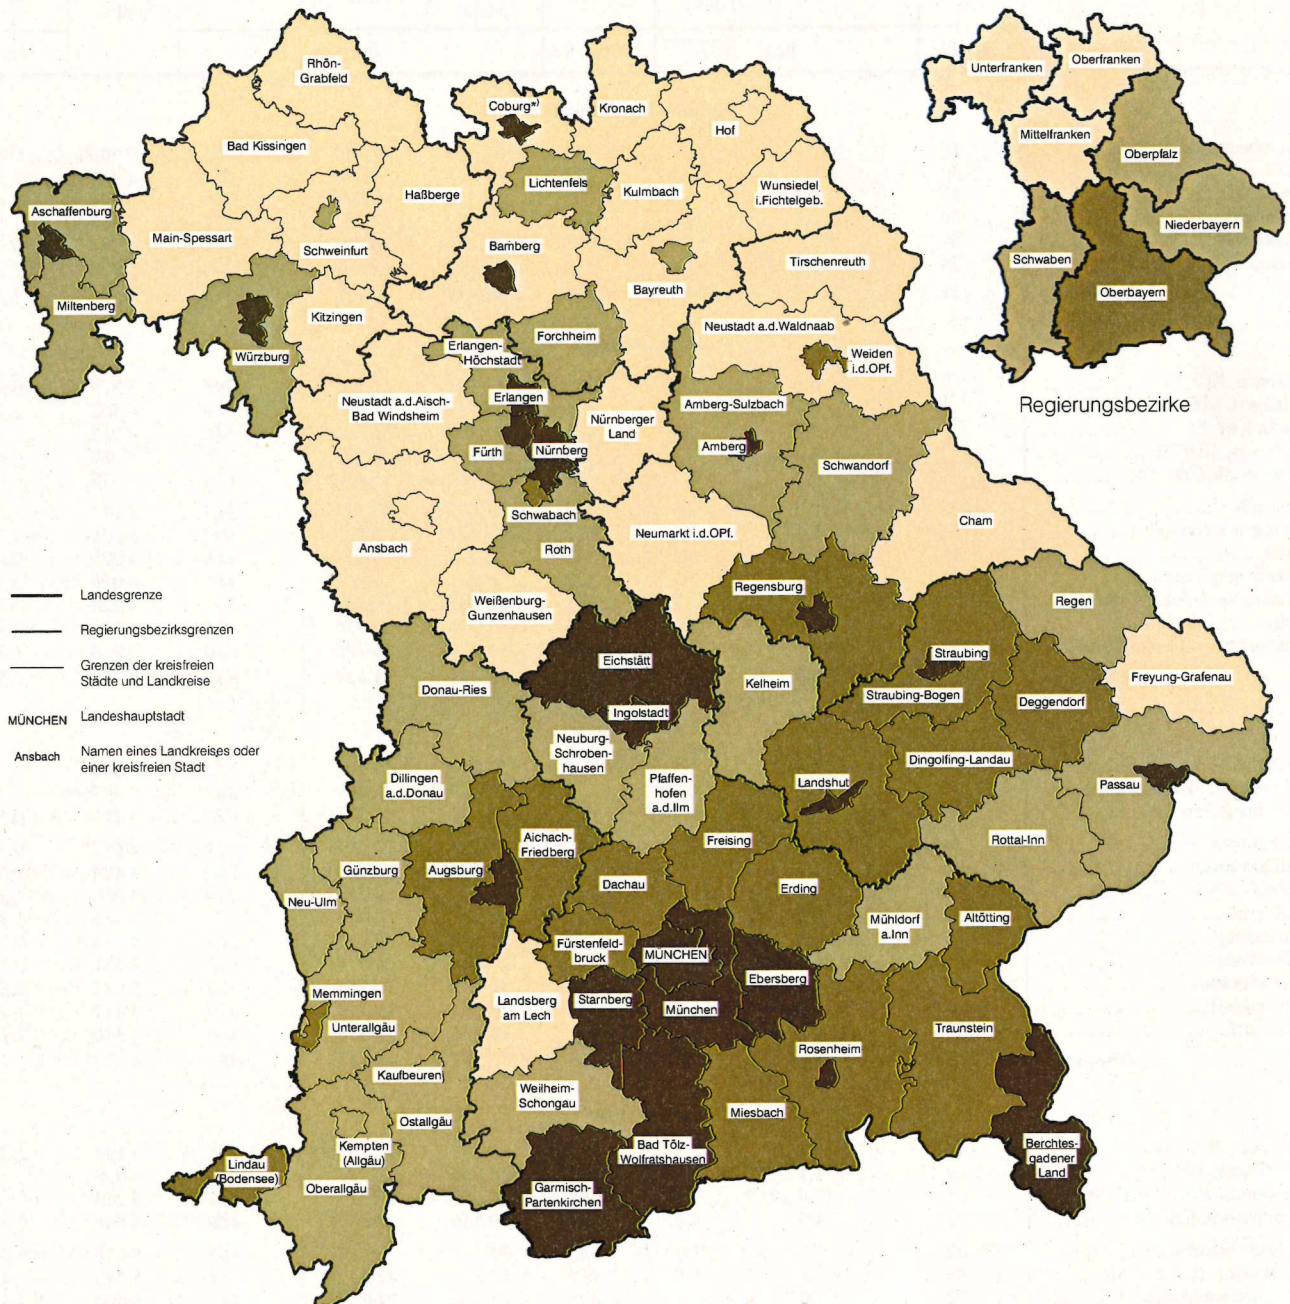 Rhön-
Grabfeld
Coburg*)
Kronach
Hof
Bad Kissingen
Lichtenfels
Kulmbach
Wunsiedel
i.Fichtelgeb.
Haßberge
Aschaffenburg
Main-Spessart
Schweinfurt
Bamberg
Tirschenreuth
Bayreuth
Miltenberg
Kitzingen
Würzburg
Forchheim
Neustadt a.d.Waldnaab
Erlangen-
Höchstadt
Weiden
i.d.OPf.
Neustadt a.d.Aisch-
Bad Windsheim
Erlangen
Nürnberger
Land
Amberg-Sulzbach
Fürth
Nürnberg
Amberg
Schwandorf
Schwabach
Cham
Neumarkt i.d.OPf.
Ansbach
Roth
Regensburg
Weißenburg-
Gunzenhausen
Regen
Eichstätt
Straubing
Donau-Ries
Kelheim
Straubing-Bogen
Freyung-Grafenau
Deggendorf
Ingolstadt
Neuburg-
Schroben-
hausen
Dingolfing-Landau
Dillingen
a.d.Donau
Pfaffen-
hofen
a.d.Ilm
Landshut
Passau
Aichach-
Friedberg
Freising
Rottal-Inn
Günzburg
Augsburg
Dachau
Erding
Neu-Ulm
Mühldorf
a.Inn
Altötting
Fürstenfeld-
bruck
MÜNCHEN
Ebersberg
Memmingen
Landsberg
am Lech
Starnberg
München
Unterallgäu
Traunstein
Rosenheim
Kaufbeuren
Weilheim-
Schongau
Miesbach
Ostallgäu
Kempten
(Allgäu)
Bad Tölz-
Wolfratshausen
Berchtes-
gadener
Land
Lindau
(Bodensee)
Oberallgäu
Garmisch-
Partenkirchen
Unterfranken
Oberfranken
Mittelfranken
Oberpfalz
Niederbayern
Schwaben
Oberbayern
Regierungsbezirke
Landesgrenze
Regierungsbezirksgrenzen
Grenzen der kreisfreien
Städte und Landkreise
MÜNCHEN Landeshauptstadt
Ansbach Namen eines Landkreises oder
einer kreisfreien Stadt